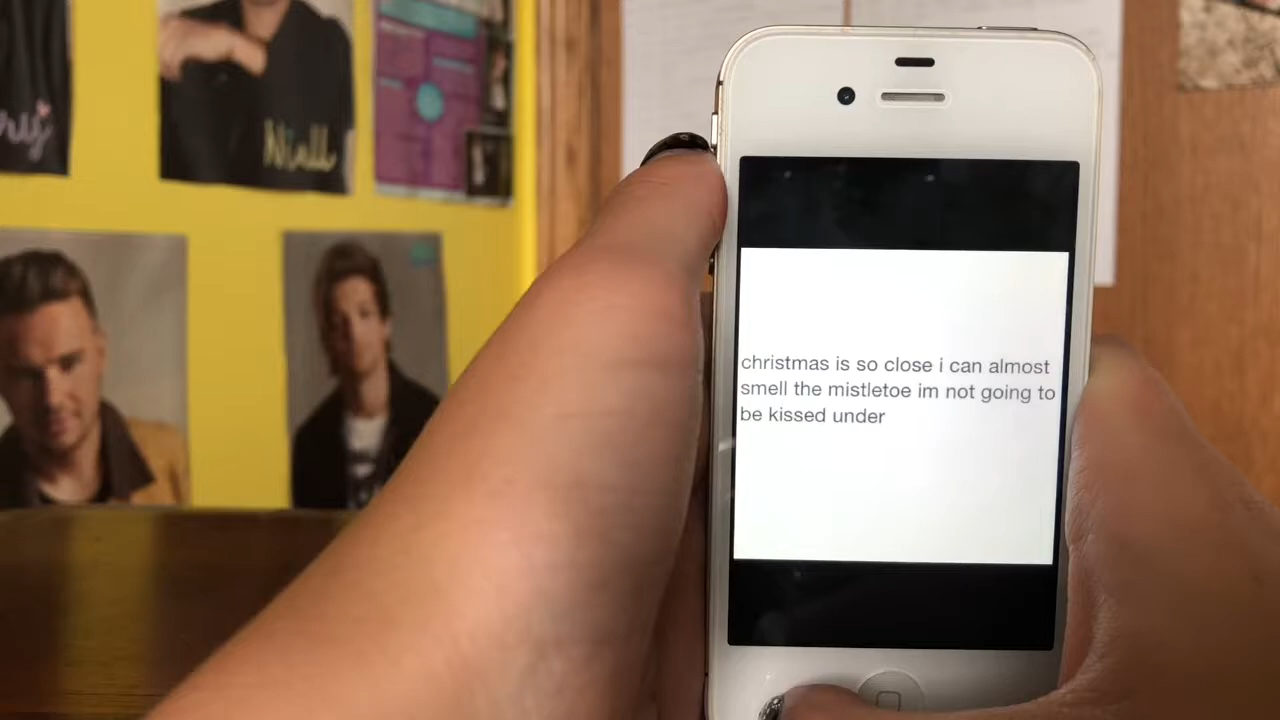 Niall
christmas is so close i can almost
smell the mistletoe im not going to
be kissed under